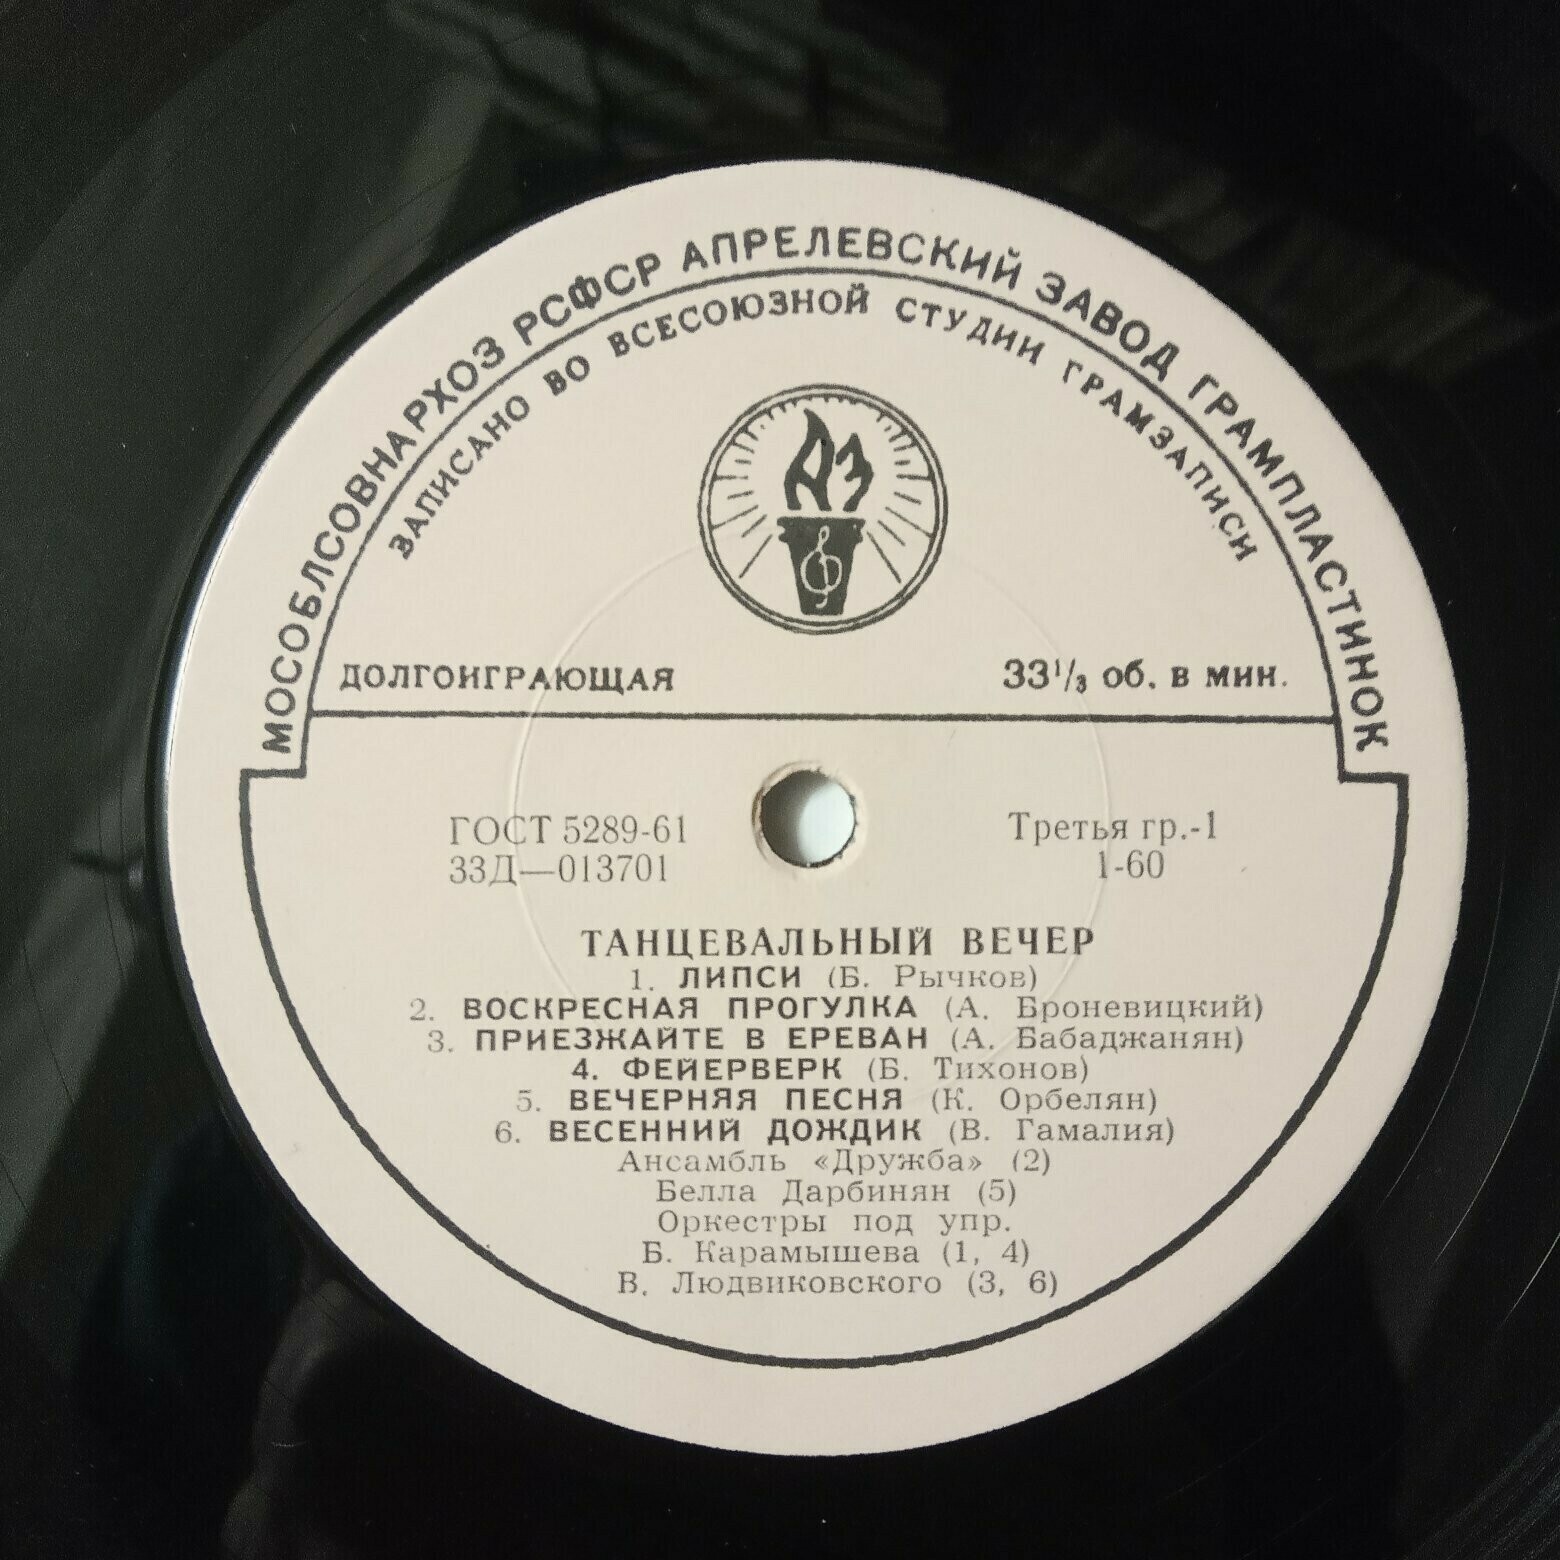 МОСОБЛСОВНАРХОЗ РСФСР АПРЕЛЕВСКИЙ ЗАВОД ГРАМПЛАСТИНОК
ЗАПИСАНО ВО ВСЕСОЮЗНОЙ СТУДИИ ГРАМЗАПИСИ
АЗ
ДОЛГОИГРАЮЩАЯ 33⅓ об. в мин.
ГОСТ 5289-61 Третья гр.-1
33Д—013701 1-60
ТАНЦЕВАЛЬНЫЙ ВЕЧЕР
1. ЛИПСИ (Б. Рычков)
2. ВОСКРЕСНАЯ ПРОГУЛКА (А. Броневицкий)
3. ПРИЕЗЖАЙТЕ В ЕРЕВАН (А. Бабаджанян)
4. ФЕЙЕРВЕРК (Б. Тихонов)
5. ВЕЧЕРНЯЯ ПЕСНЯ (К. Орбелян)
6. ВЕСЕННИЙ ДОЖДИК (В. Гамалия)
Ансамбль «Дружба» (2)
Белла Дарбинян (5)
Оркестры под упр.
Б. Карамышева (1, 4)
В. Людвиковского (3, 6)